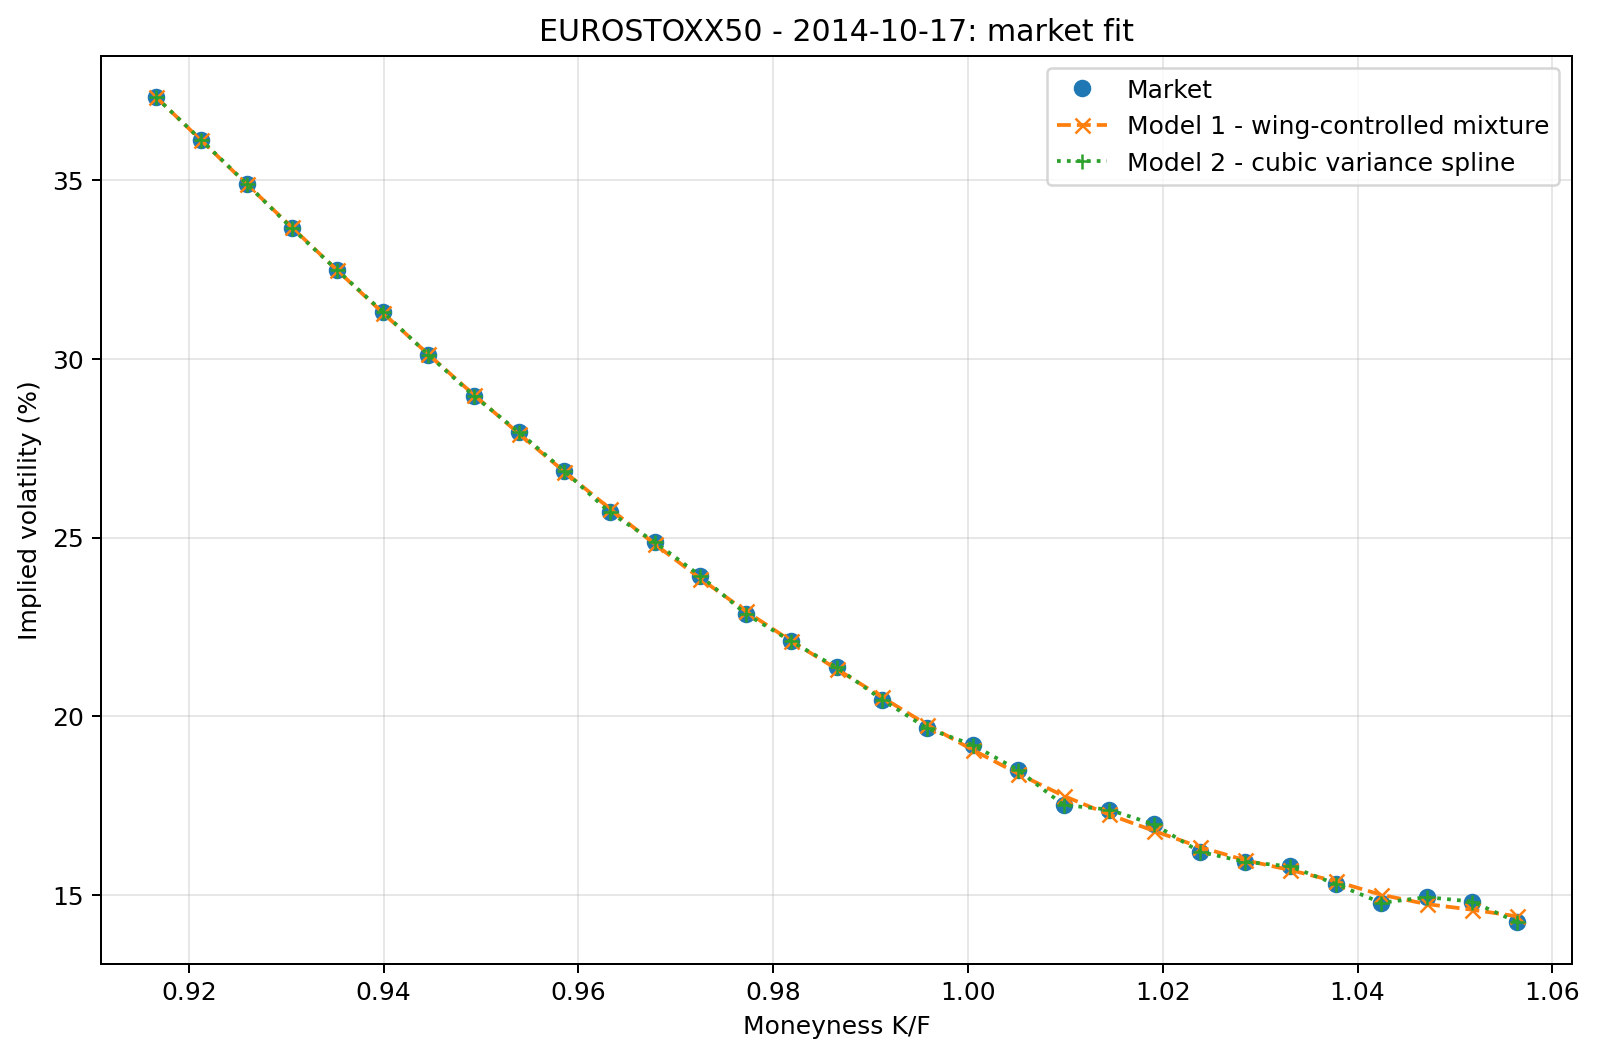 EUROSTOXX50 - 2014-10-17: market fit
Market
Model 1 - wing-controlled mixture
Model 2 - cubic variance spline
Implied volatility (%)
35
30
25
20
15
0.92 0.94 0.96 0.98 1.00 1.02 1.04 1.06
Moneyness K/F